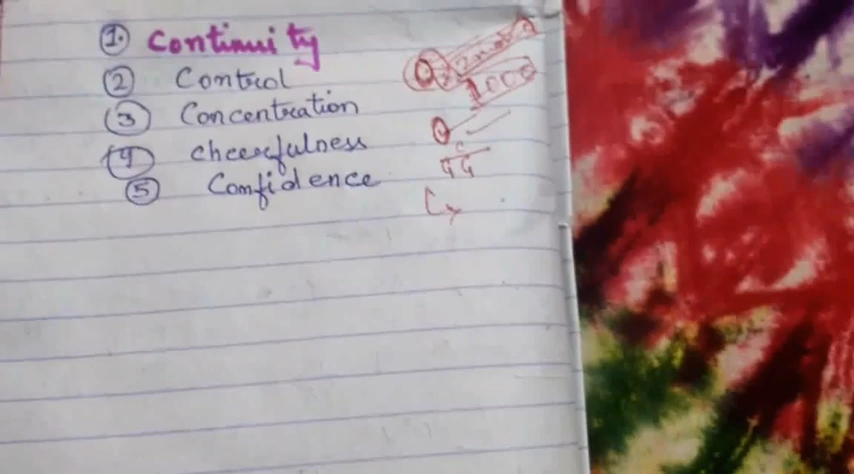 1. Continuity
2 Control
3 Concentration
4 Cheerfulness
5 Confidence
1000